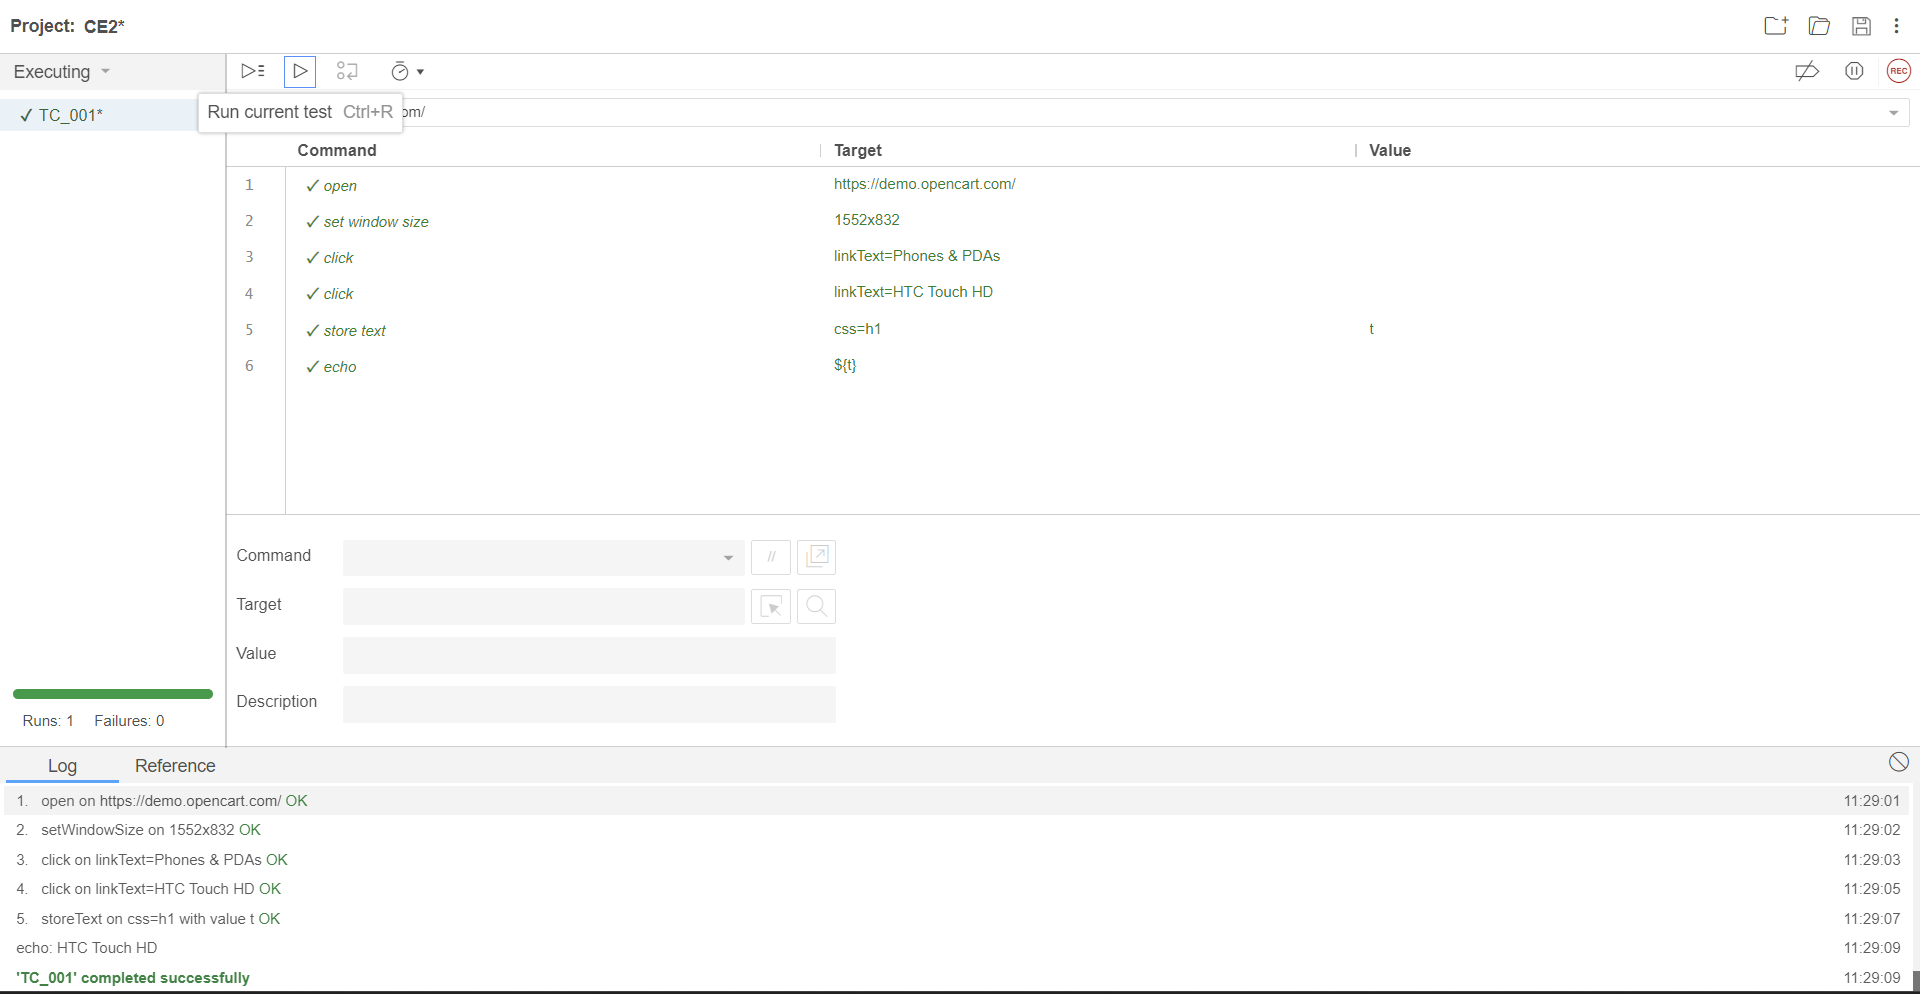 Project: CE2*
Executing
REC
✓ TC_001*
Run current test Ctrl+R
om/
Command Target Value
1 ✓ open https://demo.opencart.com/
2 ✓ set window size 1552x832
3 ✓ click linkText=Phones & PDAs
4 ✓ click linkText=HTC Touch HD
5 ✓ store text css=h1 t
6 ✓ echo ${t}
Command //
Target
Value
Description
Runs: 1 Failures: 0
Log Reference
1. open on https://demo.opencart.com/ OK 11:29:01
2. setWindowSize on 1552x832 OK 11:29:02
3. click on linkText=Phones & PDAs OK 11:29:03
4. click on linkText=HTC Touch HD OK 11:29:05
5. storeText on css=h1 with value t OK 11:29:07
echo: HTC Touch HD 11:29:09
'TC_001' completed successfully 11:29:09